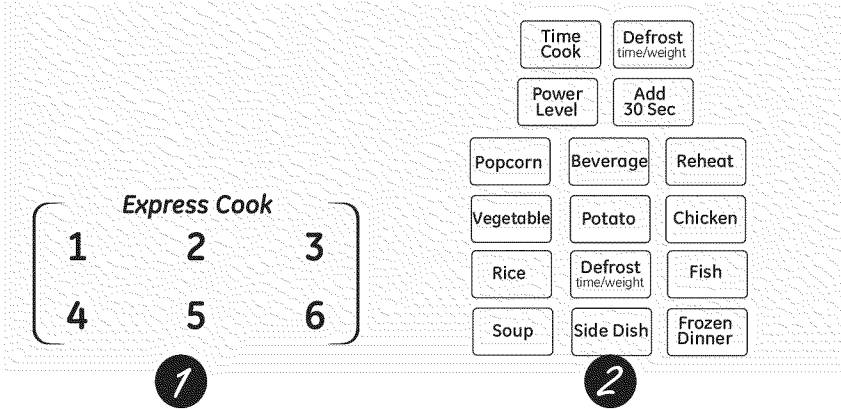 Express Cook
1 2 3
4 5 6
1
Time
Cook
Defrost
time/weight
Power
Level
Add
30 Sec
Popcorn
Beverage
Reheat
Vegetable
Potato
Chicken
Rice
Defrost
time/weight
Fish
Soup
Side Dish
Frozen
Dinner
2